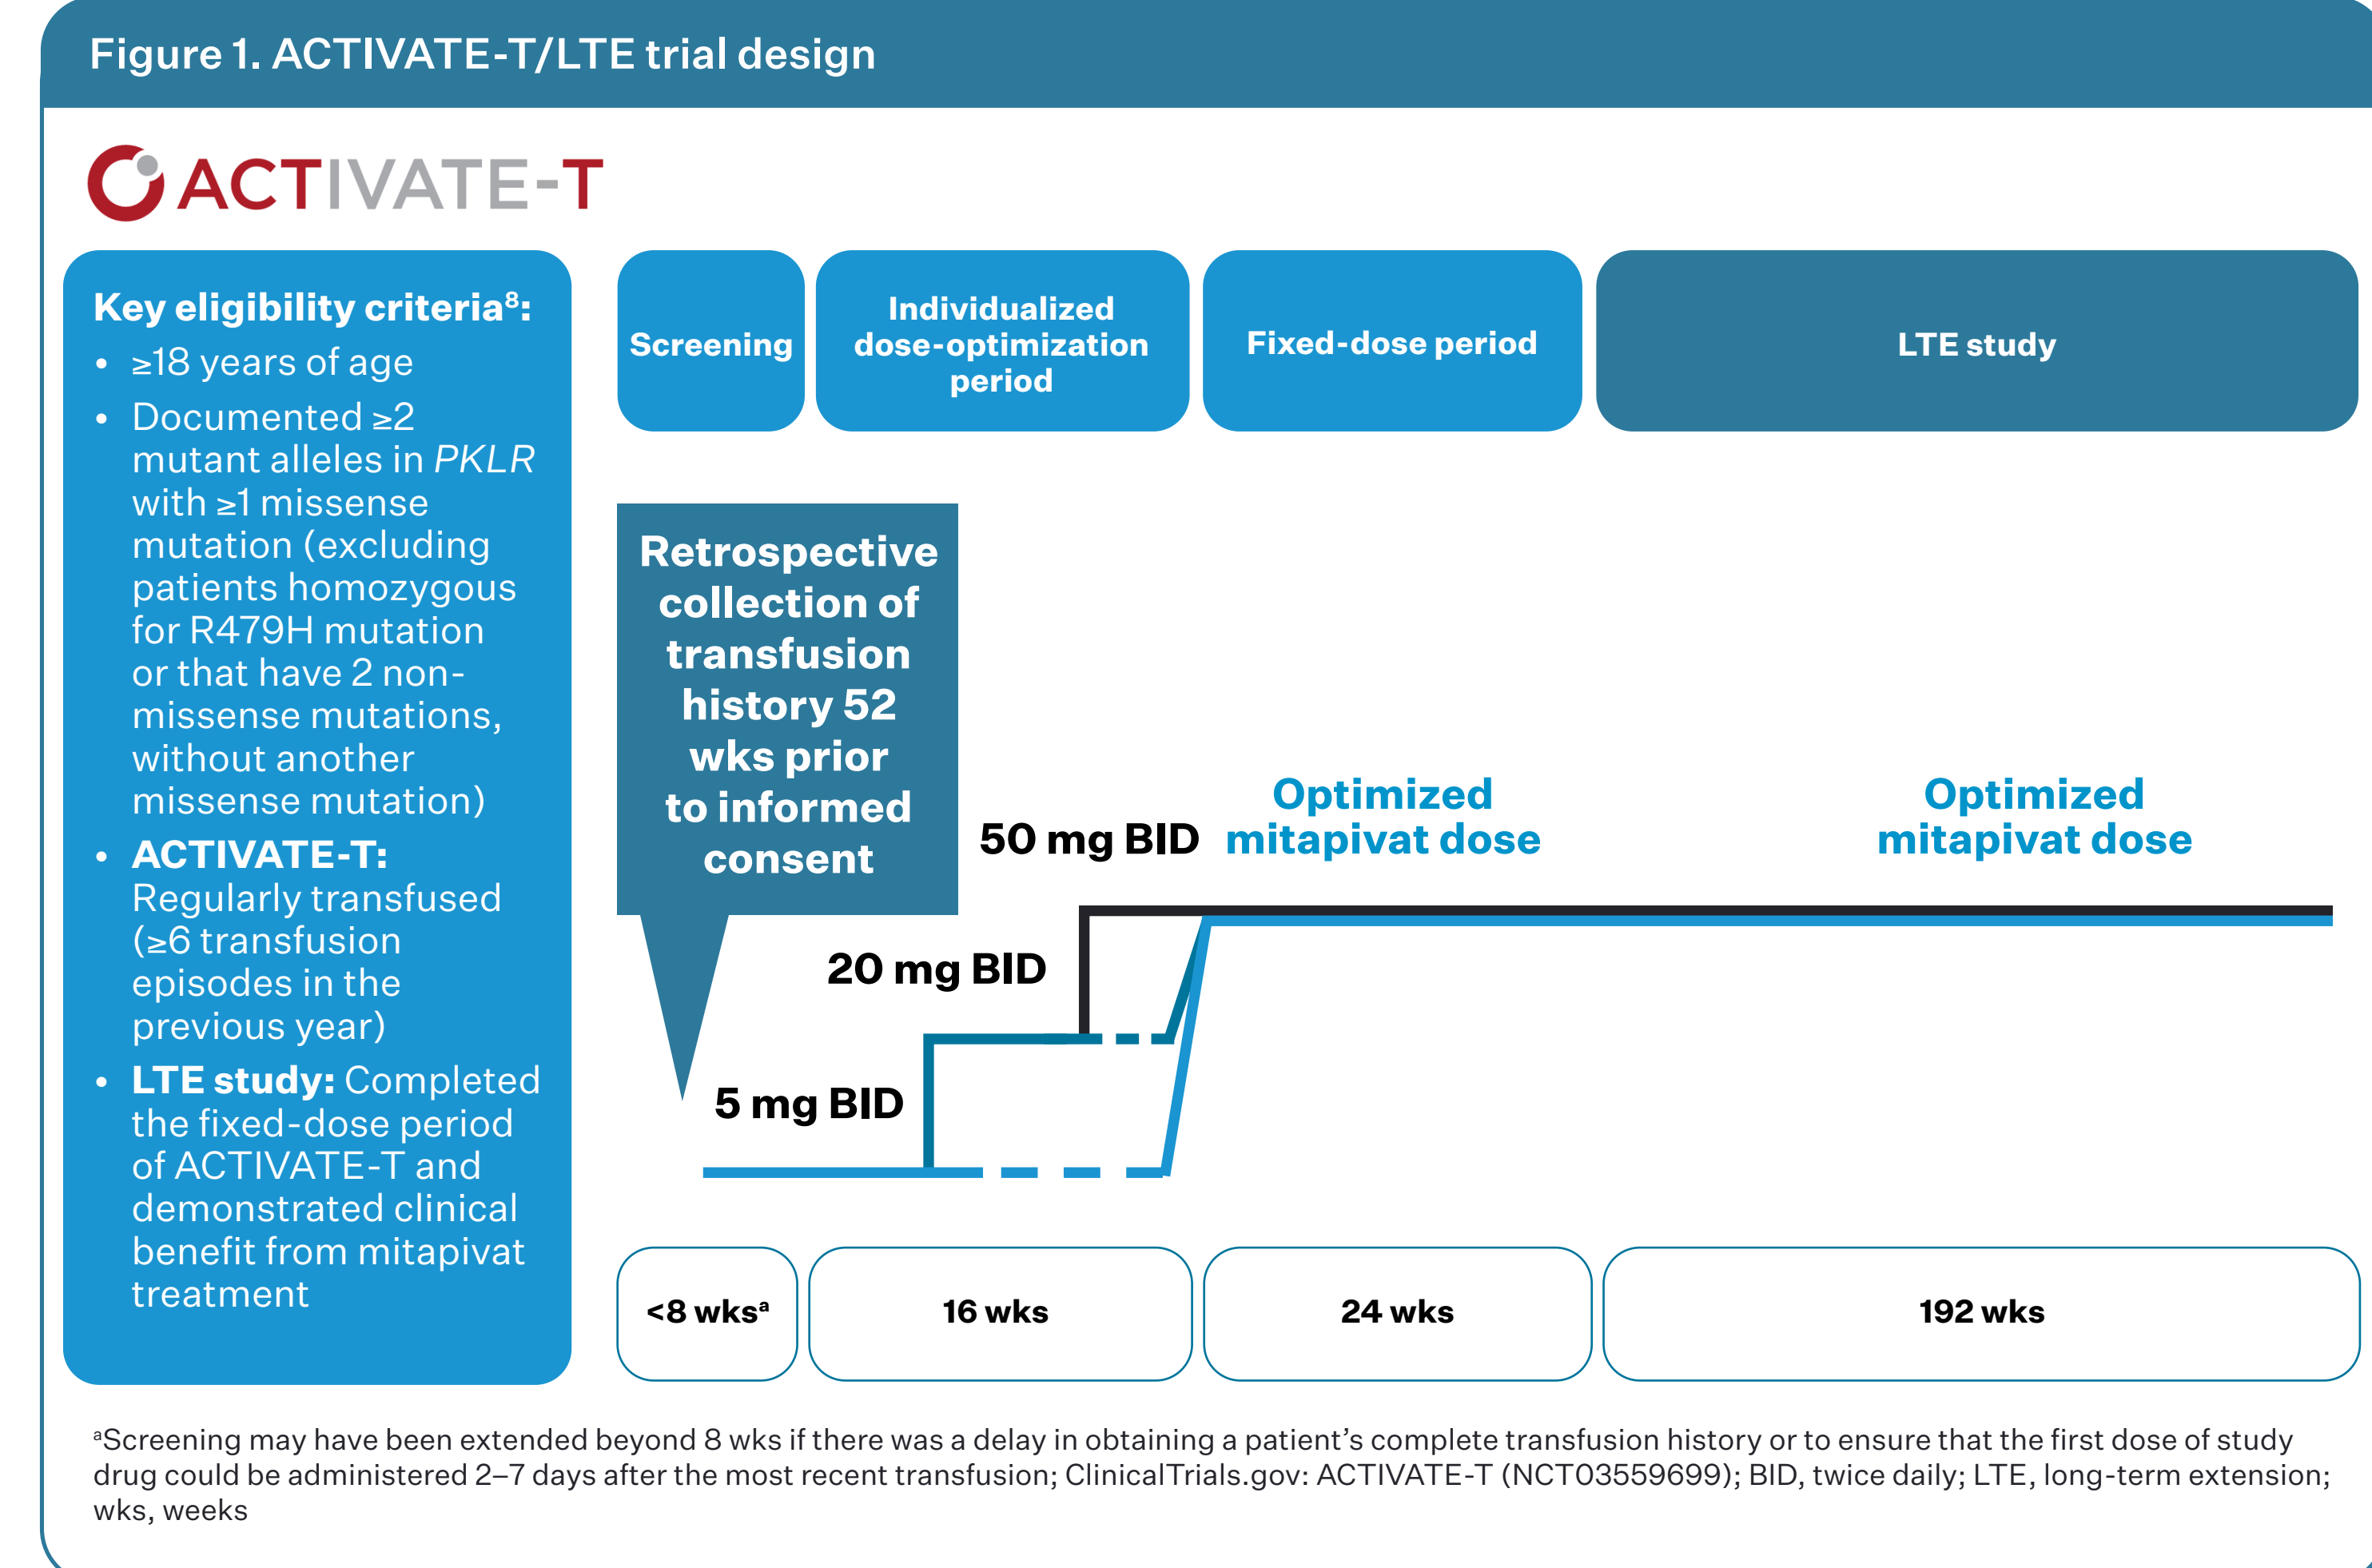 Figure 1. ACTIVATE-T/LTE trial design
ACTIVATE-T
Key eligibility criteria⁸:
• ≥18 years of age
• Documented ≥2
mutant alleles in PKLR
with ≥1 missense
mutation (excluding
patients homozygous
for R479H mutation
or that have 2 non-
missense mutations,
without another
missense mutation)
• ACTIVATE-T:
Regularly transfused
(≥6 transfusion
episodes in the
previous year)
• LTE study: Completed
the fixed-dose period
of ACTIVATE-T and
demonstrated clinical
benefit from mitapivat
treatment
Screening
Individualized
dose-optimization
period
Fixed-dose period
LTE study
Retrospective
collection of
transfusion
history 52
wks prior
to informed
consent
5 mg BID
20 mg BID
50 mg BID
Optimized
mitapivat dose
Optimized
mitapivat dose
<8 wksᵃ
16 wks
24 wks
192 wks
ᵃScreening may have been extended beyond 8 wks if there was a delay in obtaining a patient’s complete transfusion history or to ensure that the first dose of study
drug could be administered 2–7 days after the most recent transfusion; ClinicalTrials.gov: ACTIVATE-T (NCT03559699); BID, twice daily; LTE, long-term extension;
wks, weeks